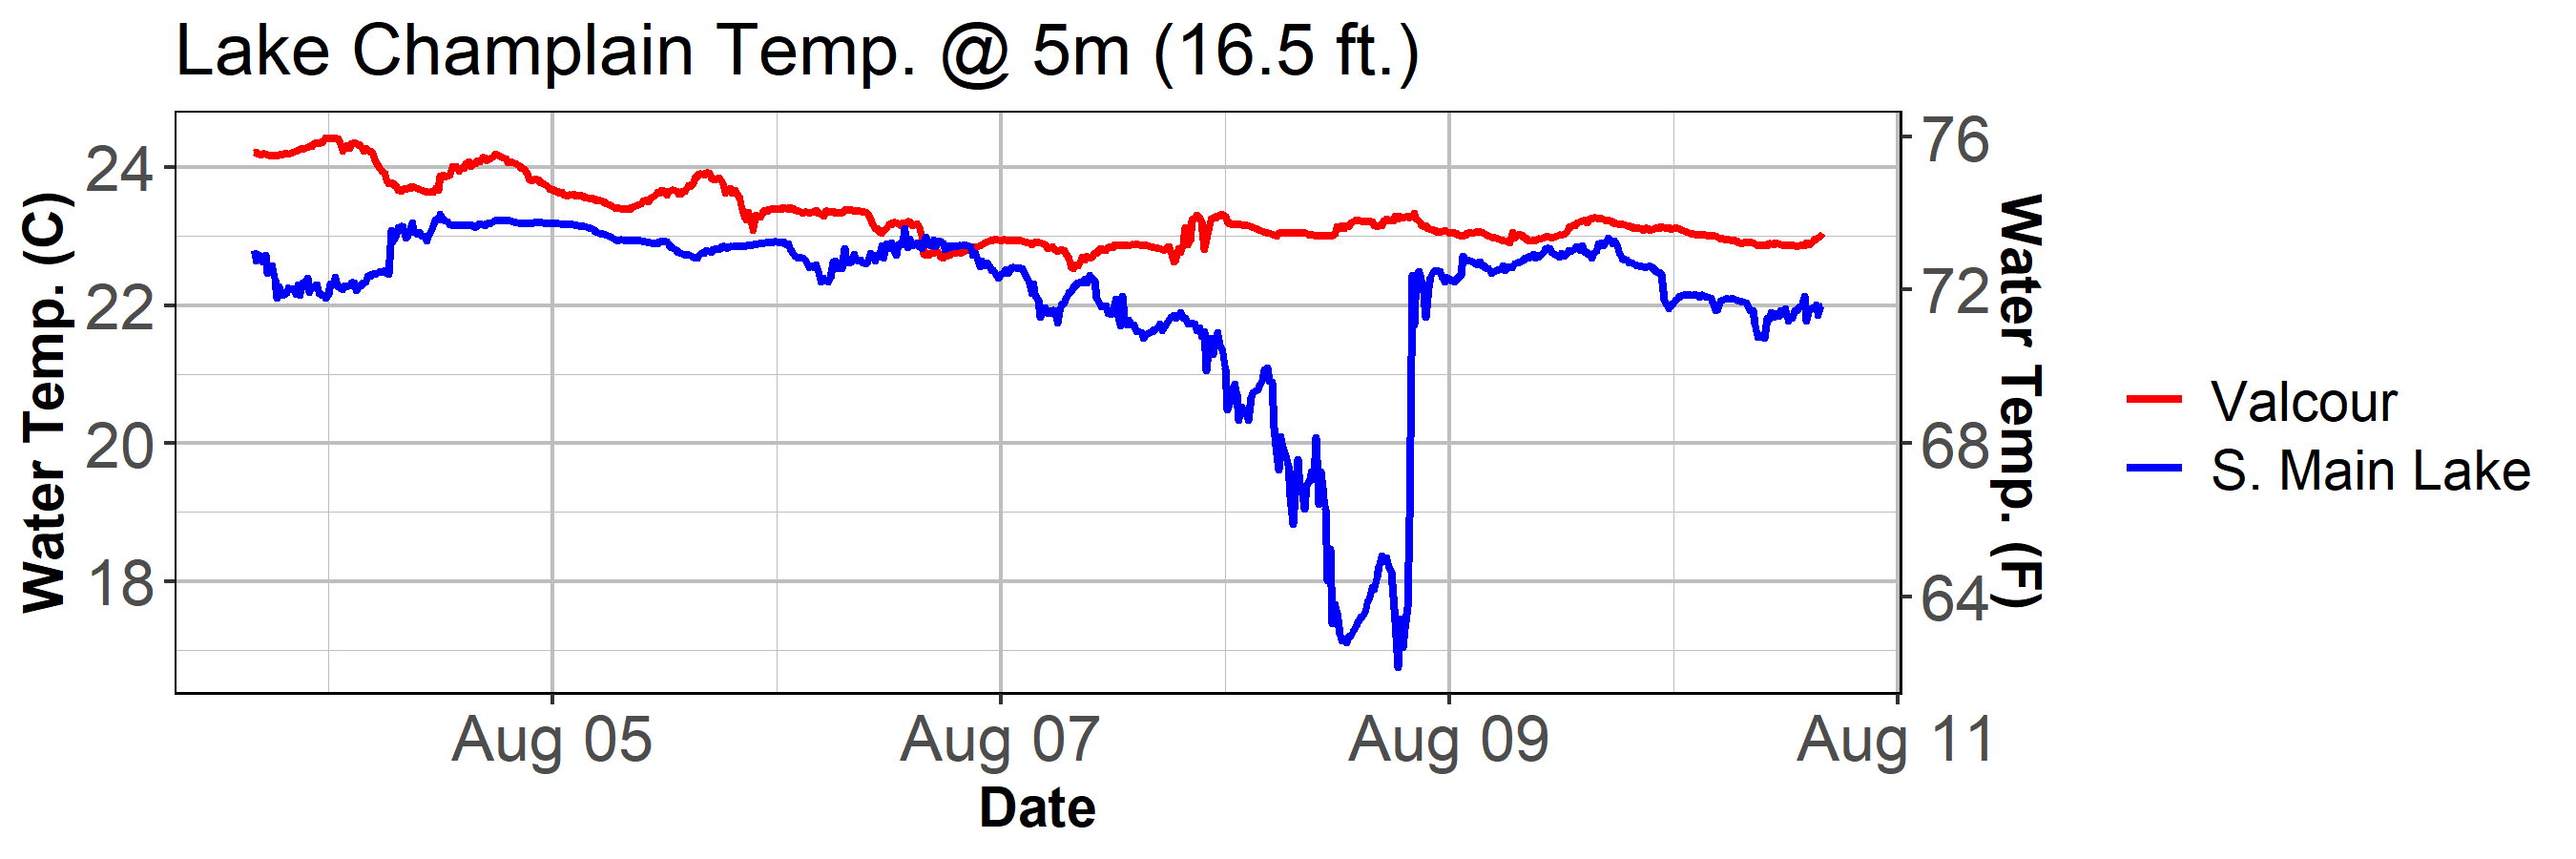 Lake Champlain Temp. @ 5m (16.5 ft.)
Water Temp. (C)
24
22
20
18
76
72
68
64
Water Temp. (F)
Valcour
S. Main Lake
Aug 05
Aug 07
Aug 09
Aug 11
Date